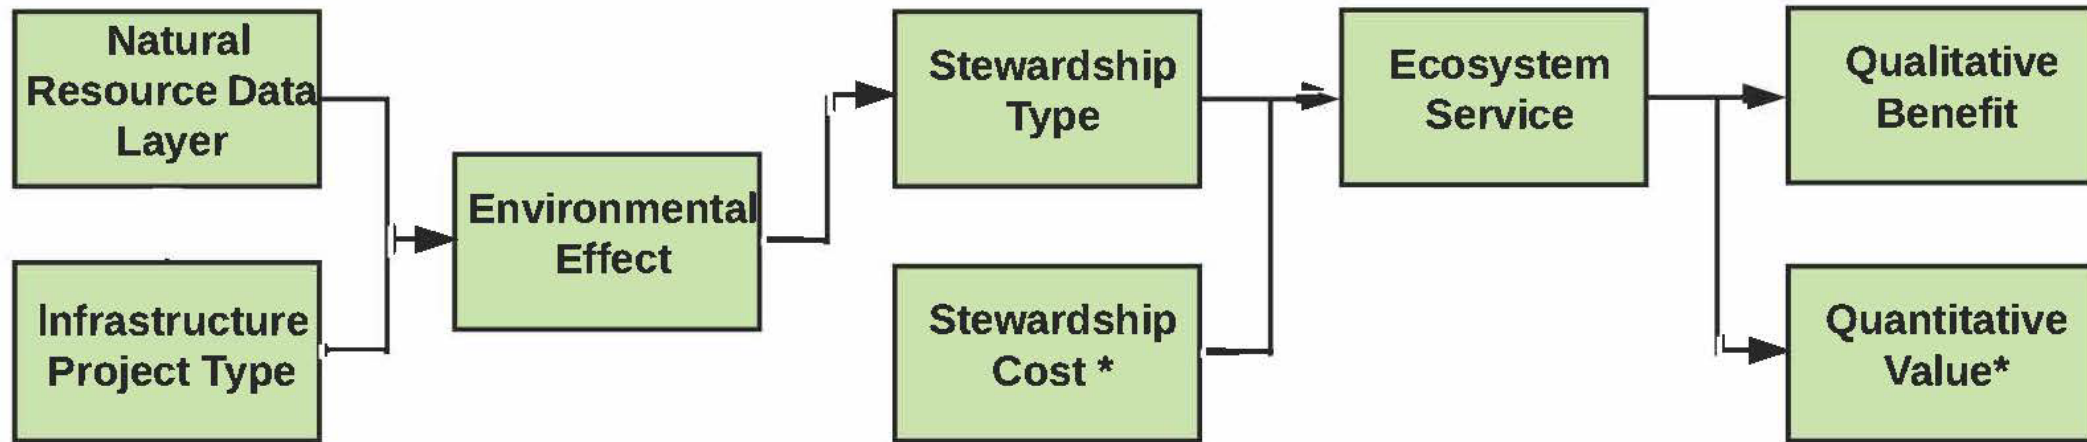 Natural
Resource Data
Layer
Infrastructure
Project Type
Environmental
Effect
Stewardship
Type
Stewardship
Cost *
Ecosystem
Service
Qualitative
Benefit
Quantitative
Value*